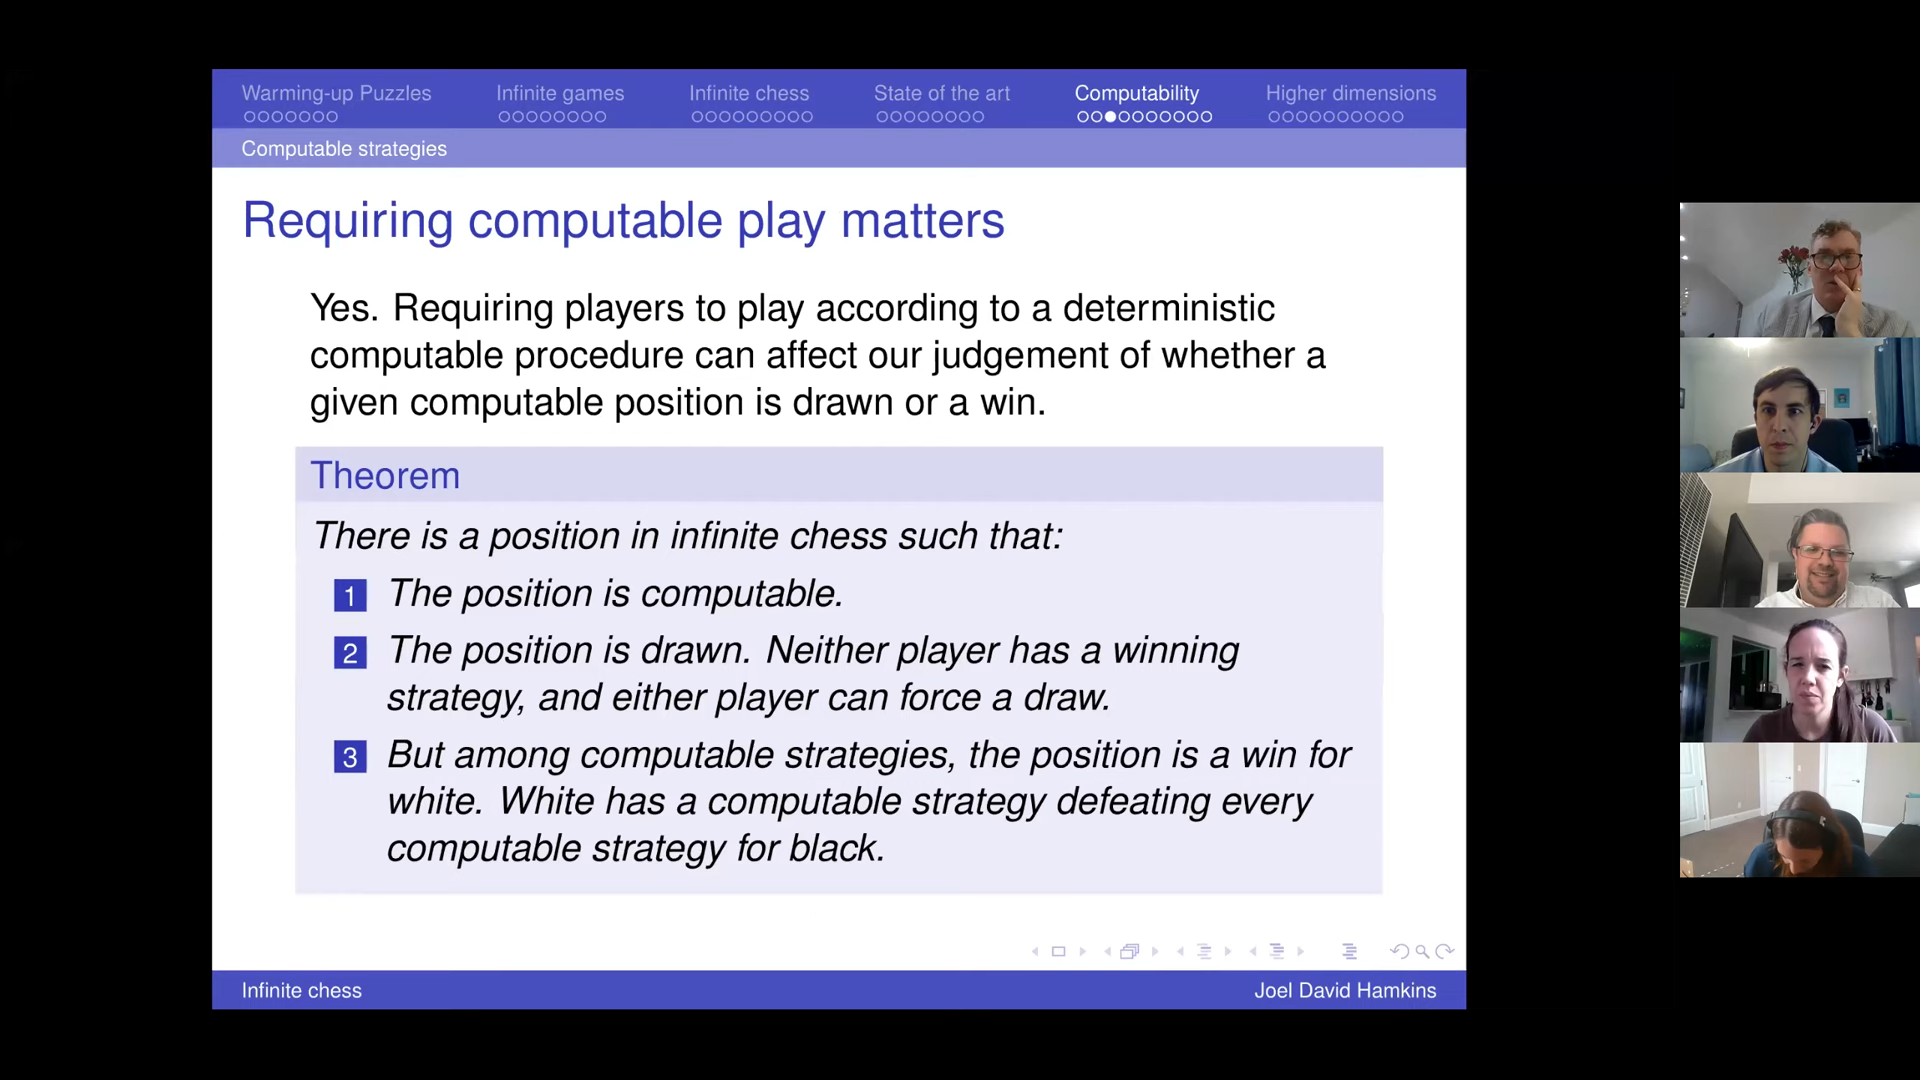 Warming-up Puzzles
Infinite games
Infinite chess
State of the art
Computability
Higher dimensions
Computable strategies
Requiring computable play matters
Yes. Requiring players to play according to a deterministic
computable procedure can affect our judgement of whether a
given computable position is drawn or a win.
Theorem
There is a position in infinite chess such that:
1 The position is computable.
2 The position is drawn. Neither player has a winning
strategy, and either player can force a draw.
3 But among computable strategies, the position is a win for
white. White has a computable strategy defeating every
computable strategy for black.
Infinite chess
Joel David Hamkins